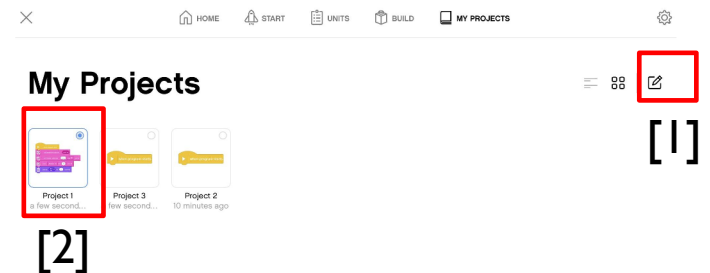 HOME START UNITS BUILD MY PROJECTS
My Projects
[1]
Project 1 Project 3 Project 2
a few second... few second... 10 minutes ago
[2]